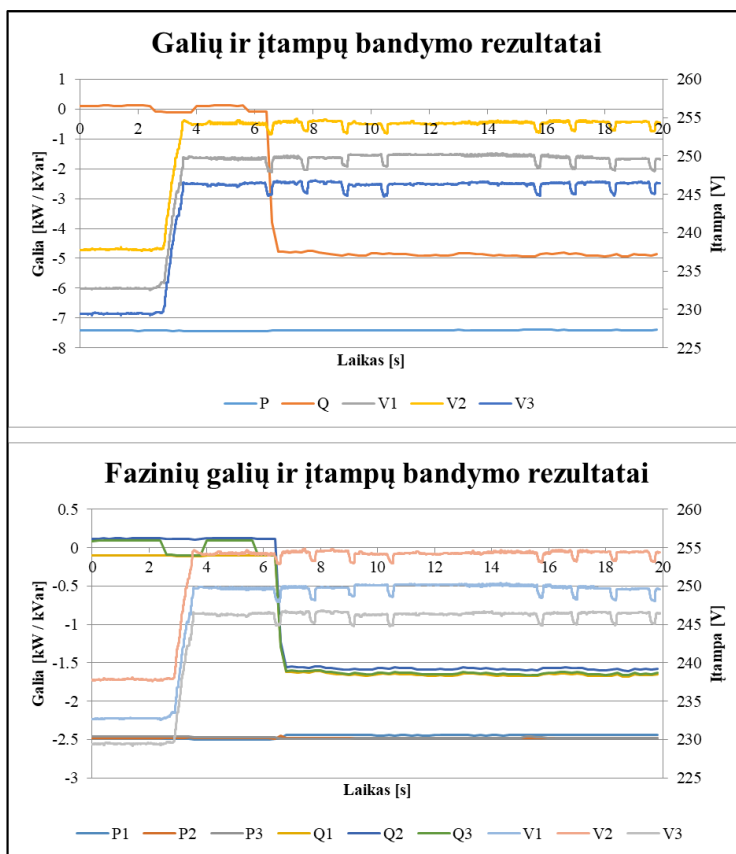 Galių ir įtampų bandymo rezultatai
1
0
-1
-2
-3
-4
-5
-6
-7
-8
Galia [kW / kVar]
0 2 4 6 8 10 12 14 16 18 20
260
255
250
245
240
235
230
225
Įtampa [V]
Laikas [s]
P Q V1 V2 V3
Fazinių galių ir įtampų bandymo rezultatai
0.5
0
-0.5
-1
-1.5
-2
-2.5
-3
Galia [kW / kVar]
0 2 4 6 8 10 12 14 16 18 20
260
255
250
245
240
235
230
225
Įtampa [V]
Laikas [s]
P1 P2 P3 Q1 Q2 Q3 V1 V2 V3